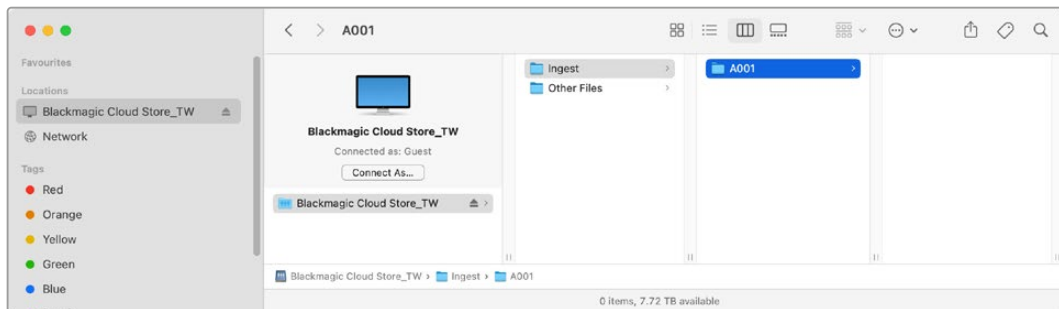 A001
Favourites
Locations
Blackmagic Cloud Store_TW
Network
Tags
Red
Orange
Yellow
Green
Blue
Blackmagic Cloud Store_TW
Connected as: Guest
Connect As...
Blackmagic Cloud Store_TW
Ingest
Other Files
A001
Blackmagic Cloud Store_TW › Ingest › A001
0 items, 7.72 TB available